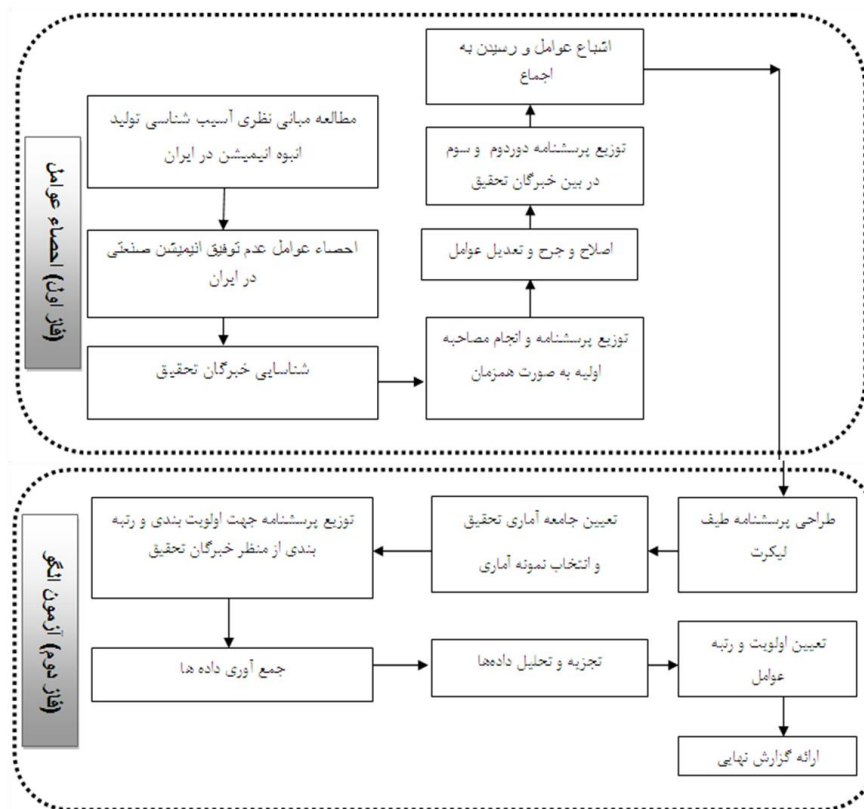 (فاز اول) احصاء عوامل
مطالعه مبانی نظری آسیب شناسی تولید
انبوه انیمیشن در ایران
احصاء عوامل عدم توفیق انیمیشن صنعتی
در ایران
شناسایی خبرگان تحقیق
توزیع پرسشنامه و انجام مصاحبه
اولیه به صورت همزمان
اصلاح و جرح و تعدیل عوامل
توزیع پرسشنامه دوردوم و سوم
در بین خبرگان تحقیق
اشباع عوامل و رسیدن به
اجماع
(فاز دوم) آزمون الگو
طراحی پرسشنامه طیف
لیکرت
تعیین جامعه آماری تحقیق
و انتخاب نمونه آماری
توزیع پرسشنامه جهت اولویت بندی و رتبه
بندی از منظر خبرگان تحقیق
جمع آوری داده ها
تجزیه و تحلیل داده‌ها
تعیین اولویت و رتبه
عوامل
ارائه گزارش نهایی